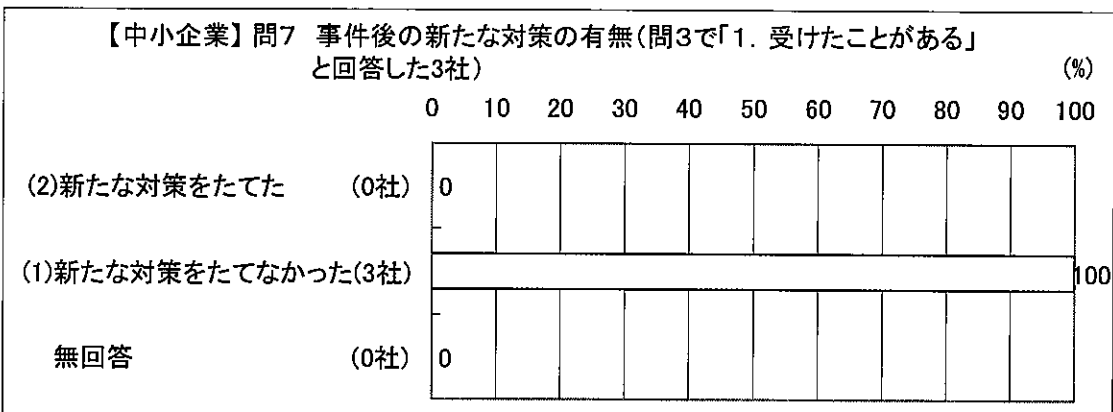 【中小企業】問7 事件後の新たな対策の有無(問3で「1. 受けたことがある」
と回答した3社)
(%)
0 10 20 30 40 50 60 70 80 90 100
(2)新たな対策をたてた (0社) 0
(1)新たな対策をたてなかった(3社) 100
無回答 (0社) 0